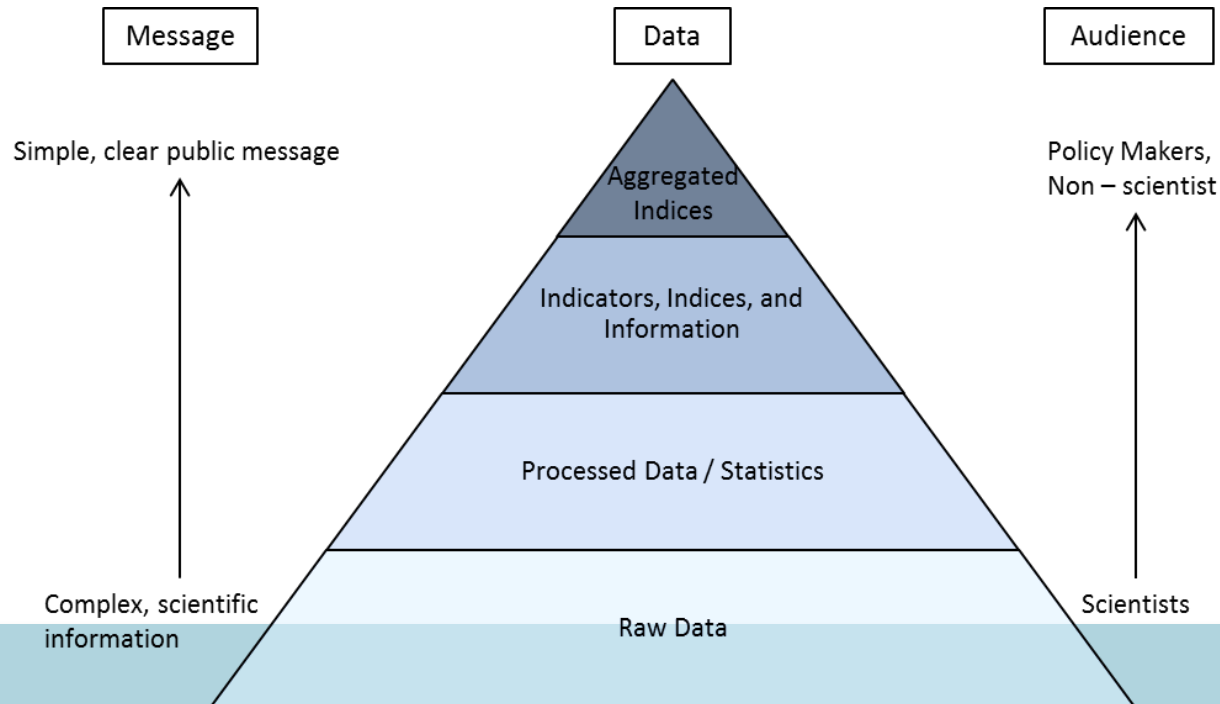 Message
Data
Audience
Simple, clear public message
Policy Makers,
Non – scientist
Aggregated
Indices
Indicators, Indices, and
Information
Processed Data / Statistics
Complex, scientific
information
Scientists
Raw Data